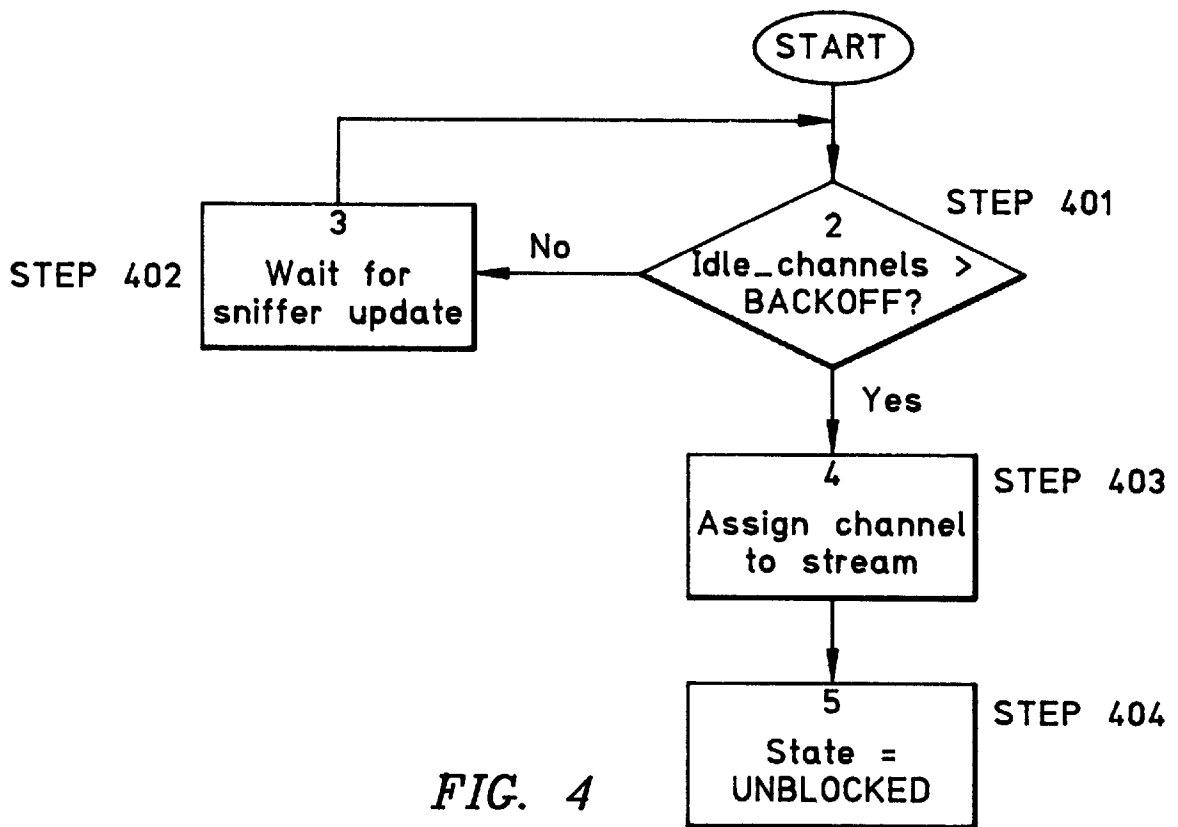 START
STEP 401
2
Idle_channels >
BACKOFF?
No
3
Wait for
sniffer update
STEP 402
Yes
4
Assign channel
to stream
STEP 403
5
State =
UNBLOCKED
STEP 404
FIG. 4